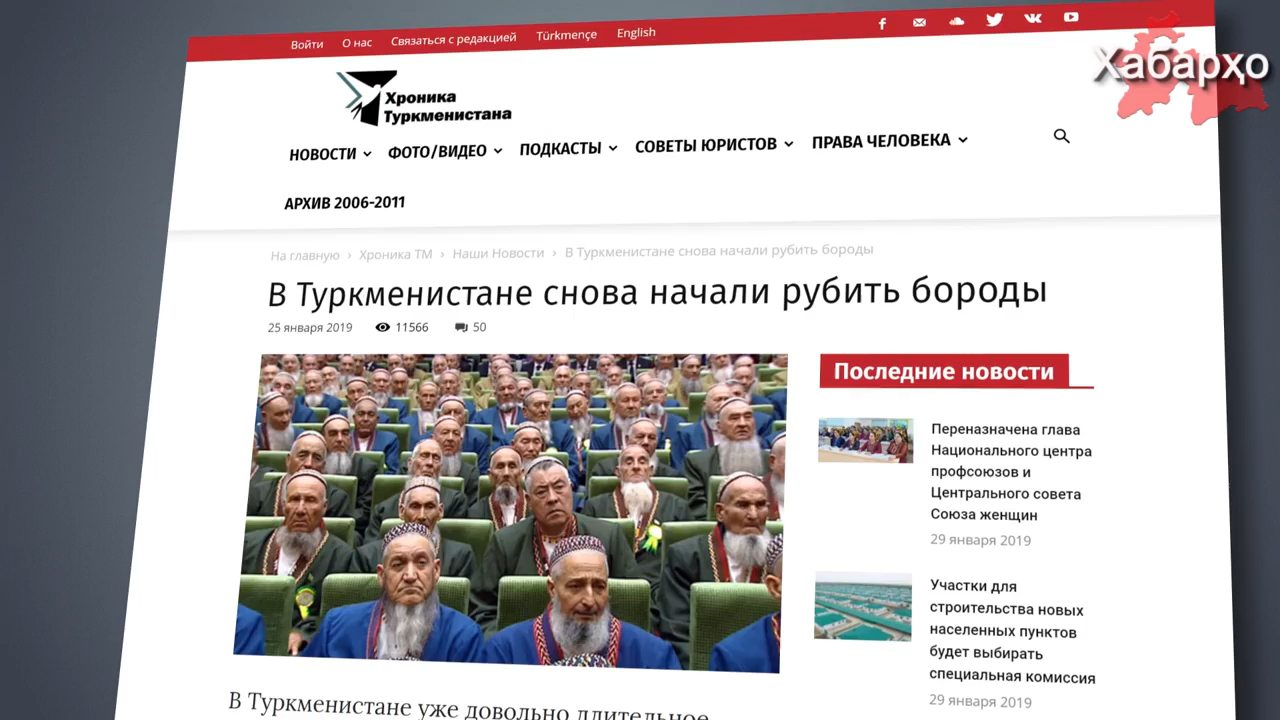 Войти О нас Связаться с редакцией Türkmençe English
Хабарҳо
Хроника
Туркменистана
НОВОСТИ ФОТО/ВИДЕО ПОДКАСТЫ СОВЕТЫ ЮРИСТОВ ПРАВА ЧЕЛОВЕКА
АРХИВ 2006-2011
На главную › Хроника ТМ › Наши Новости › В Туркменистане снова начали рубить бороды
В Туркменистане снова начали рубить бороды
25 января 2019 11566 50
Последние новости
Переназначена глава
Национального центра
профсоюзов и
Центрального совета
Союза женщин
29 января 2019
Участки для
строительства новых
населенных пунктов
будет выбирать
специальная комиссия
29 января 2019
В Туркменистане уже довольно длительное